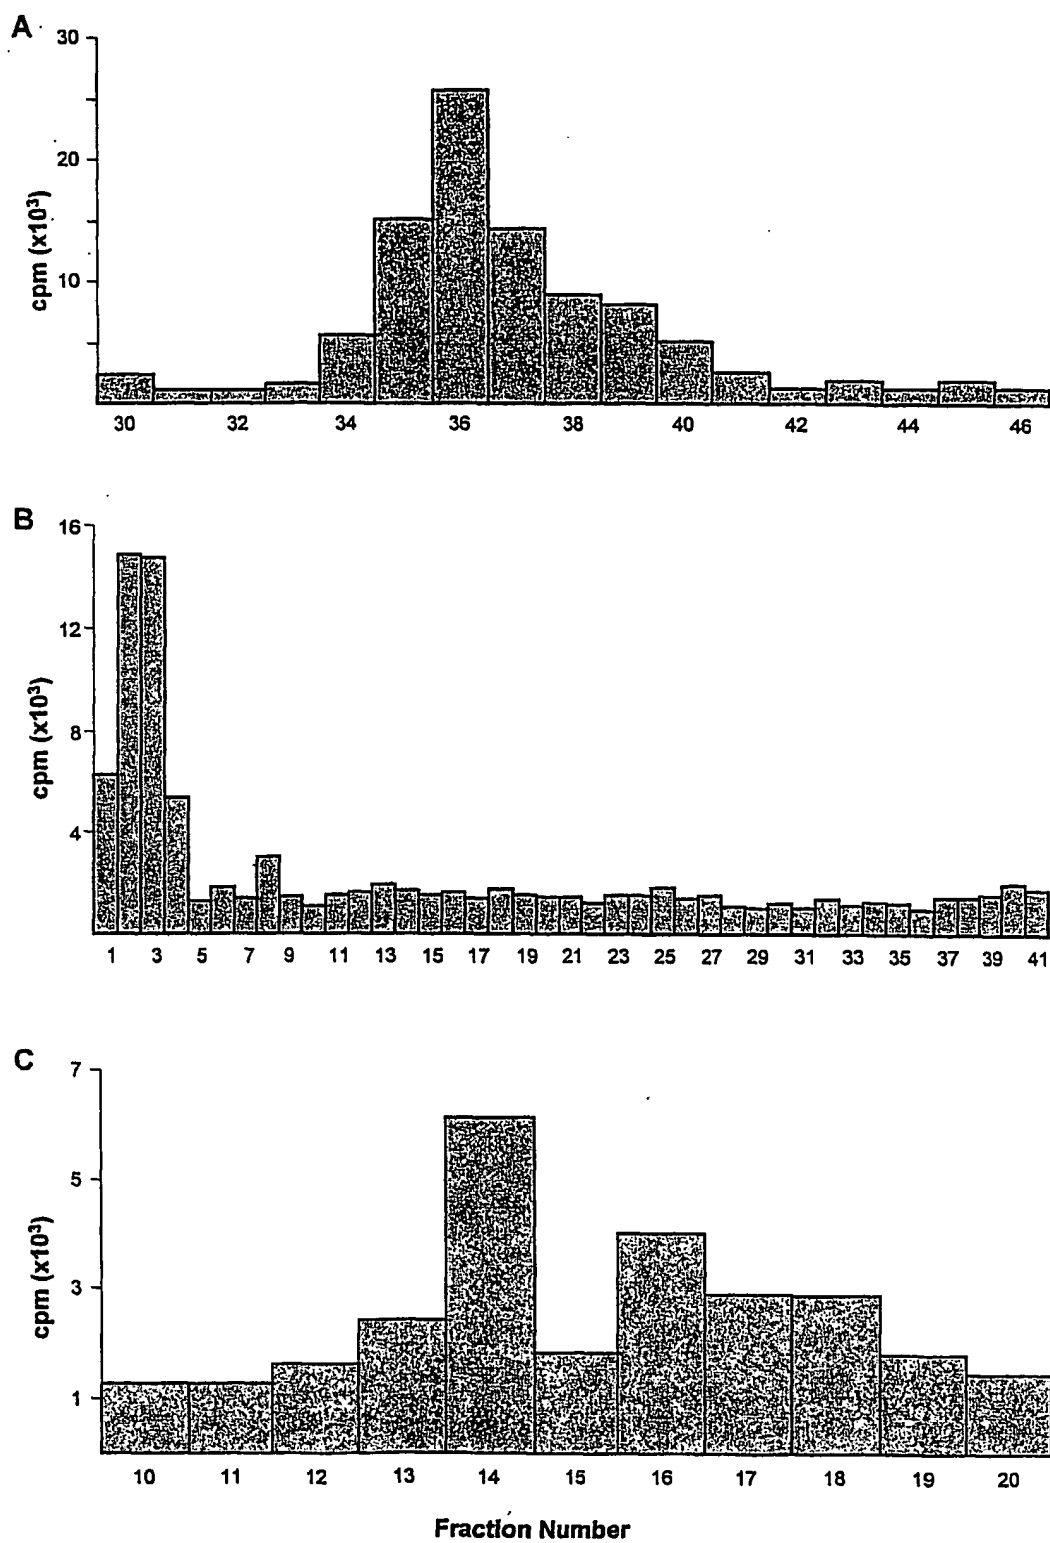 A
30
20
10
cpm (x10³)
30 32 34 36 38 40 42 44 46
B
16
12
8
4
cpm (x10³)
1 3 5 7 9 11 13 15 17 19 21 23 25 27 29 31 33 35 37 39 41
C
7
5
3
1
cpm (x10³)
10 11 12 13 14 15 16 17 18 19 20
Fraction Number